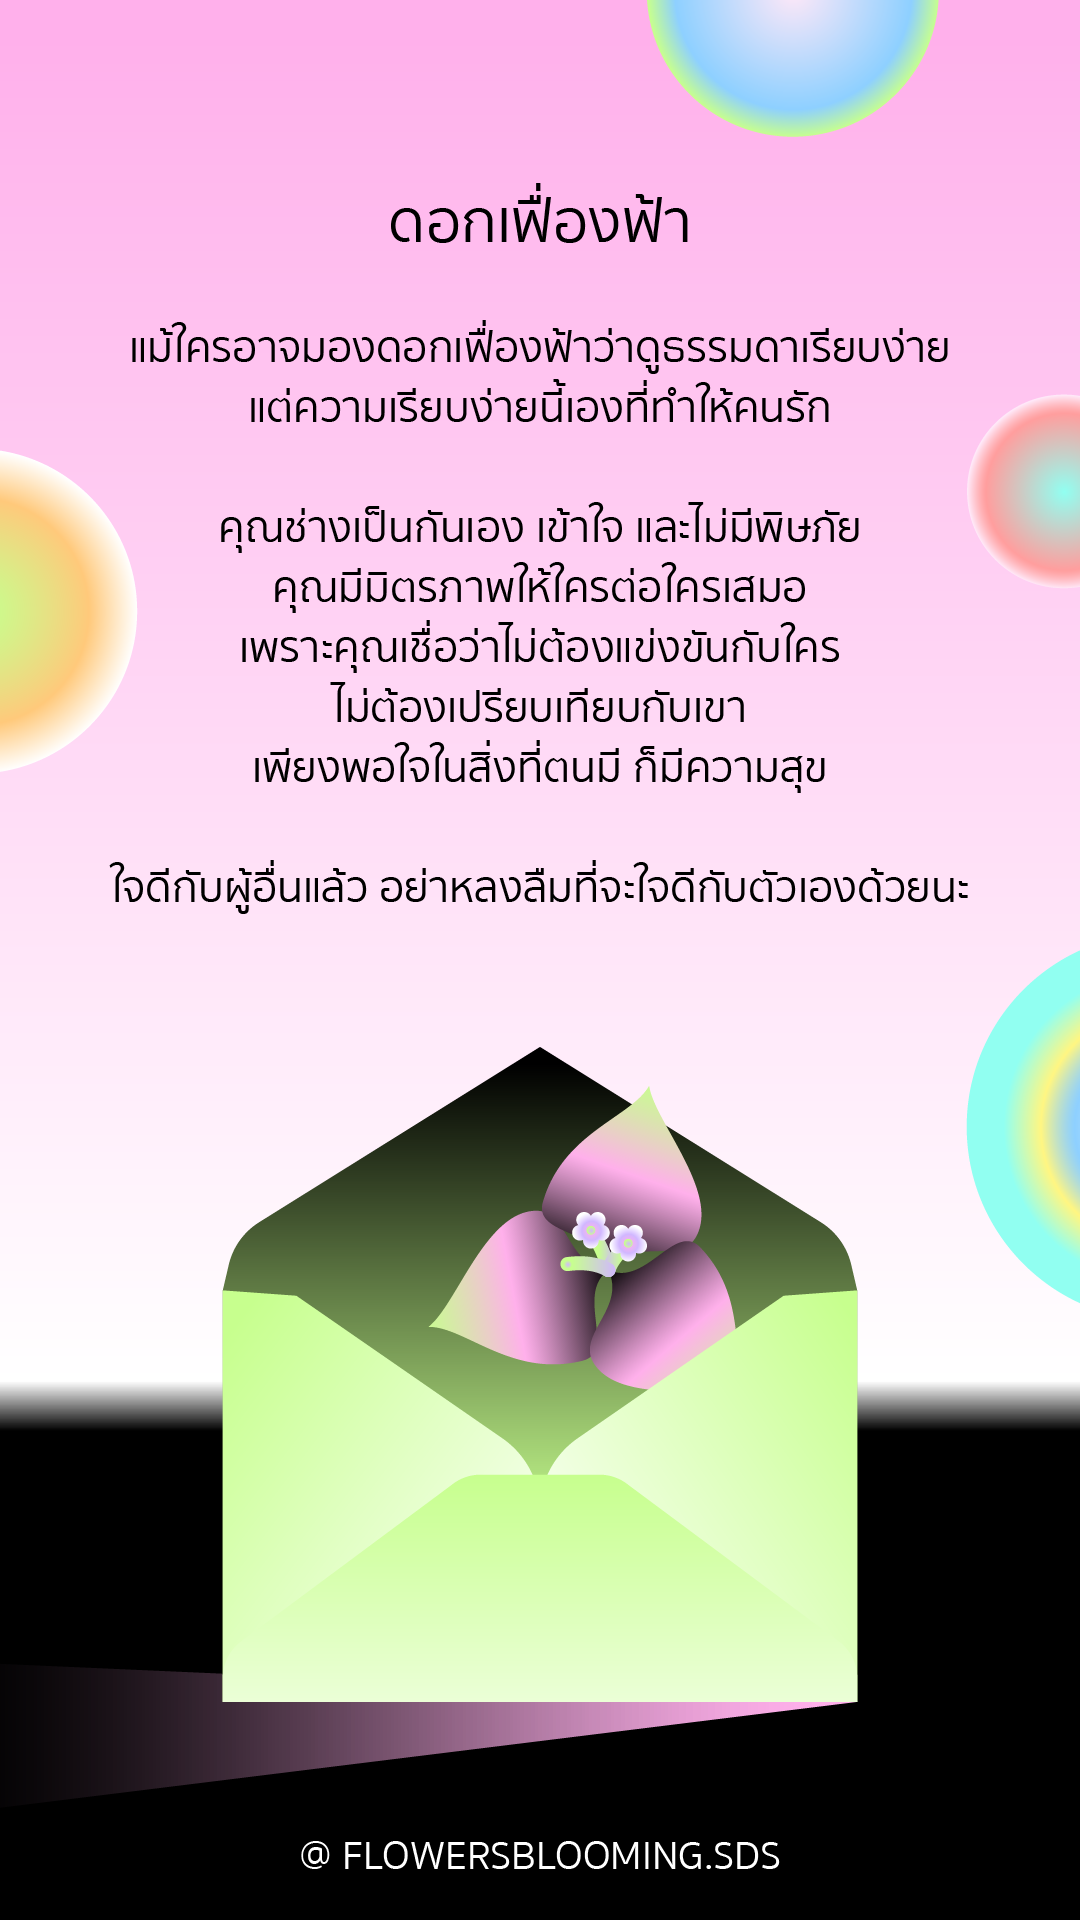 ดอกเฟื่องฟ้า
แม้ใครอาจมองดอกเฟื่องฟ้าว่าดูธรรมดาเรียบง่าย
แต่ความเรียบง่ายนี้เองที่ทำให้คนรัก
คุณช่างเป็นกันเอง เข้าใจ และไม่มีพิษภัย
คุณมีมิตรภาพให้ใครต่อใครเสมอ
เพราะคุณเชื่อว่าไม่ต้องแข่งขันกับใคร
ไม่ต้องเปรียบเทียบกับเขา
เพียงพอใจในสิ่งที่ตนมี ก็มีความสุข
ใจดีกับผู้อื่นแล้ว อย่าหลงลืมที่จะใจดีกับตัวเองด้วยนะ
@ FLOWERSBLOOMING.SDS